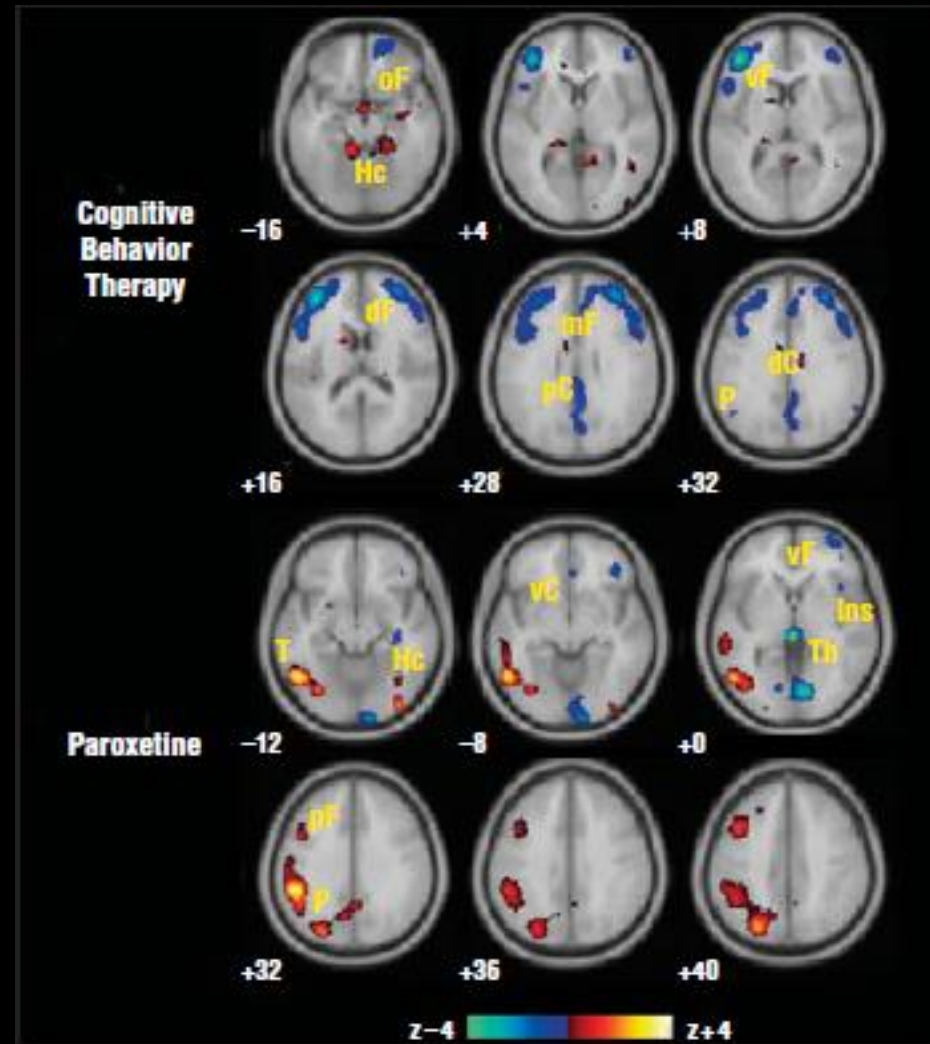 oF
Hc
vF
Cognitive
Behavior
Therapy
−16
+4
+8
dF
mF
pC
dC
P
+16
+28
+32
vC
vF
Ins
T
Hc
Th
Paroxetine
−12
−8
+0
pF
P
+32
+36
+40
z−4
z+4